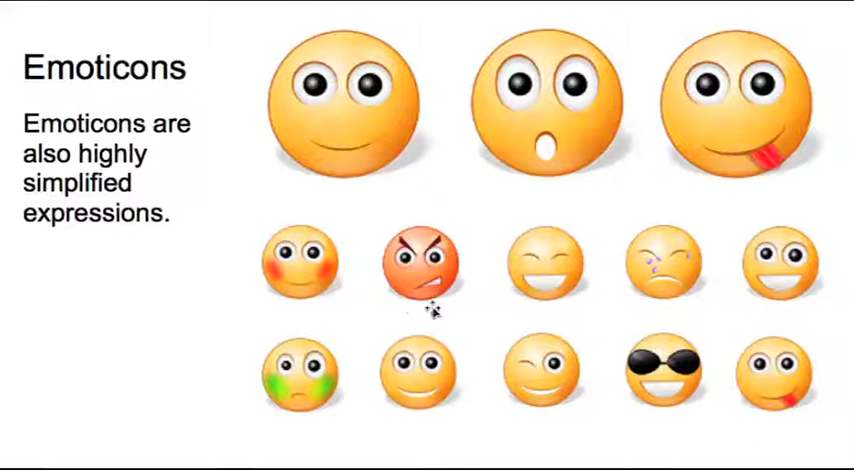 Emoticons
Emoticons are
also highly
simplified
expressions.